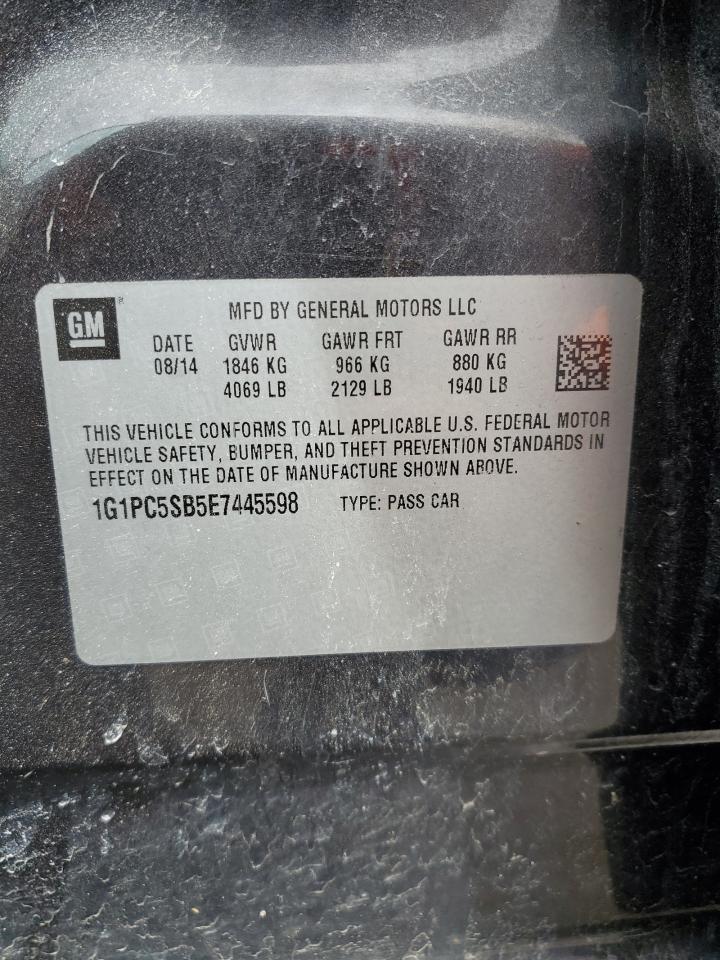 GM
MFD BY GENERAL MOTORS LLC
DATE GVWR GAWR FRT GAWR RR
08/14 1846 KG 966 KG 880 KG
4069 LB 2129 LB 1940 LB
THIS VEHICLE CONFORMS TO ALL APPLICABLE U.S. FEDERAL MOTOR
VEHICLE SAFETY, BUMPER, AND THEFT PREVENTION STANDARDS IN
EFFECT ON THE DATE OF MANUFACTURE SHOWN ABOVE.
1G1PC5SB5E7445598 TYPE: PASS CAR